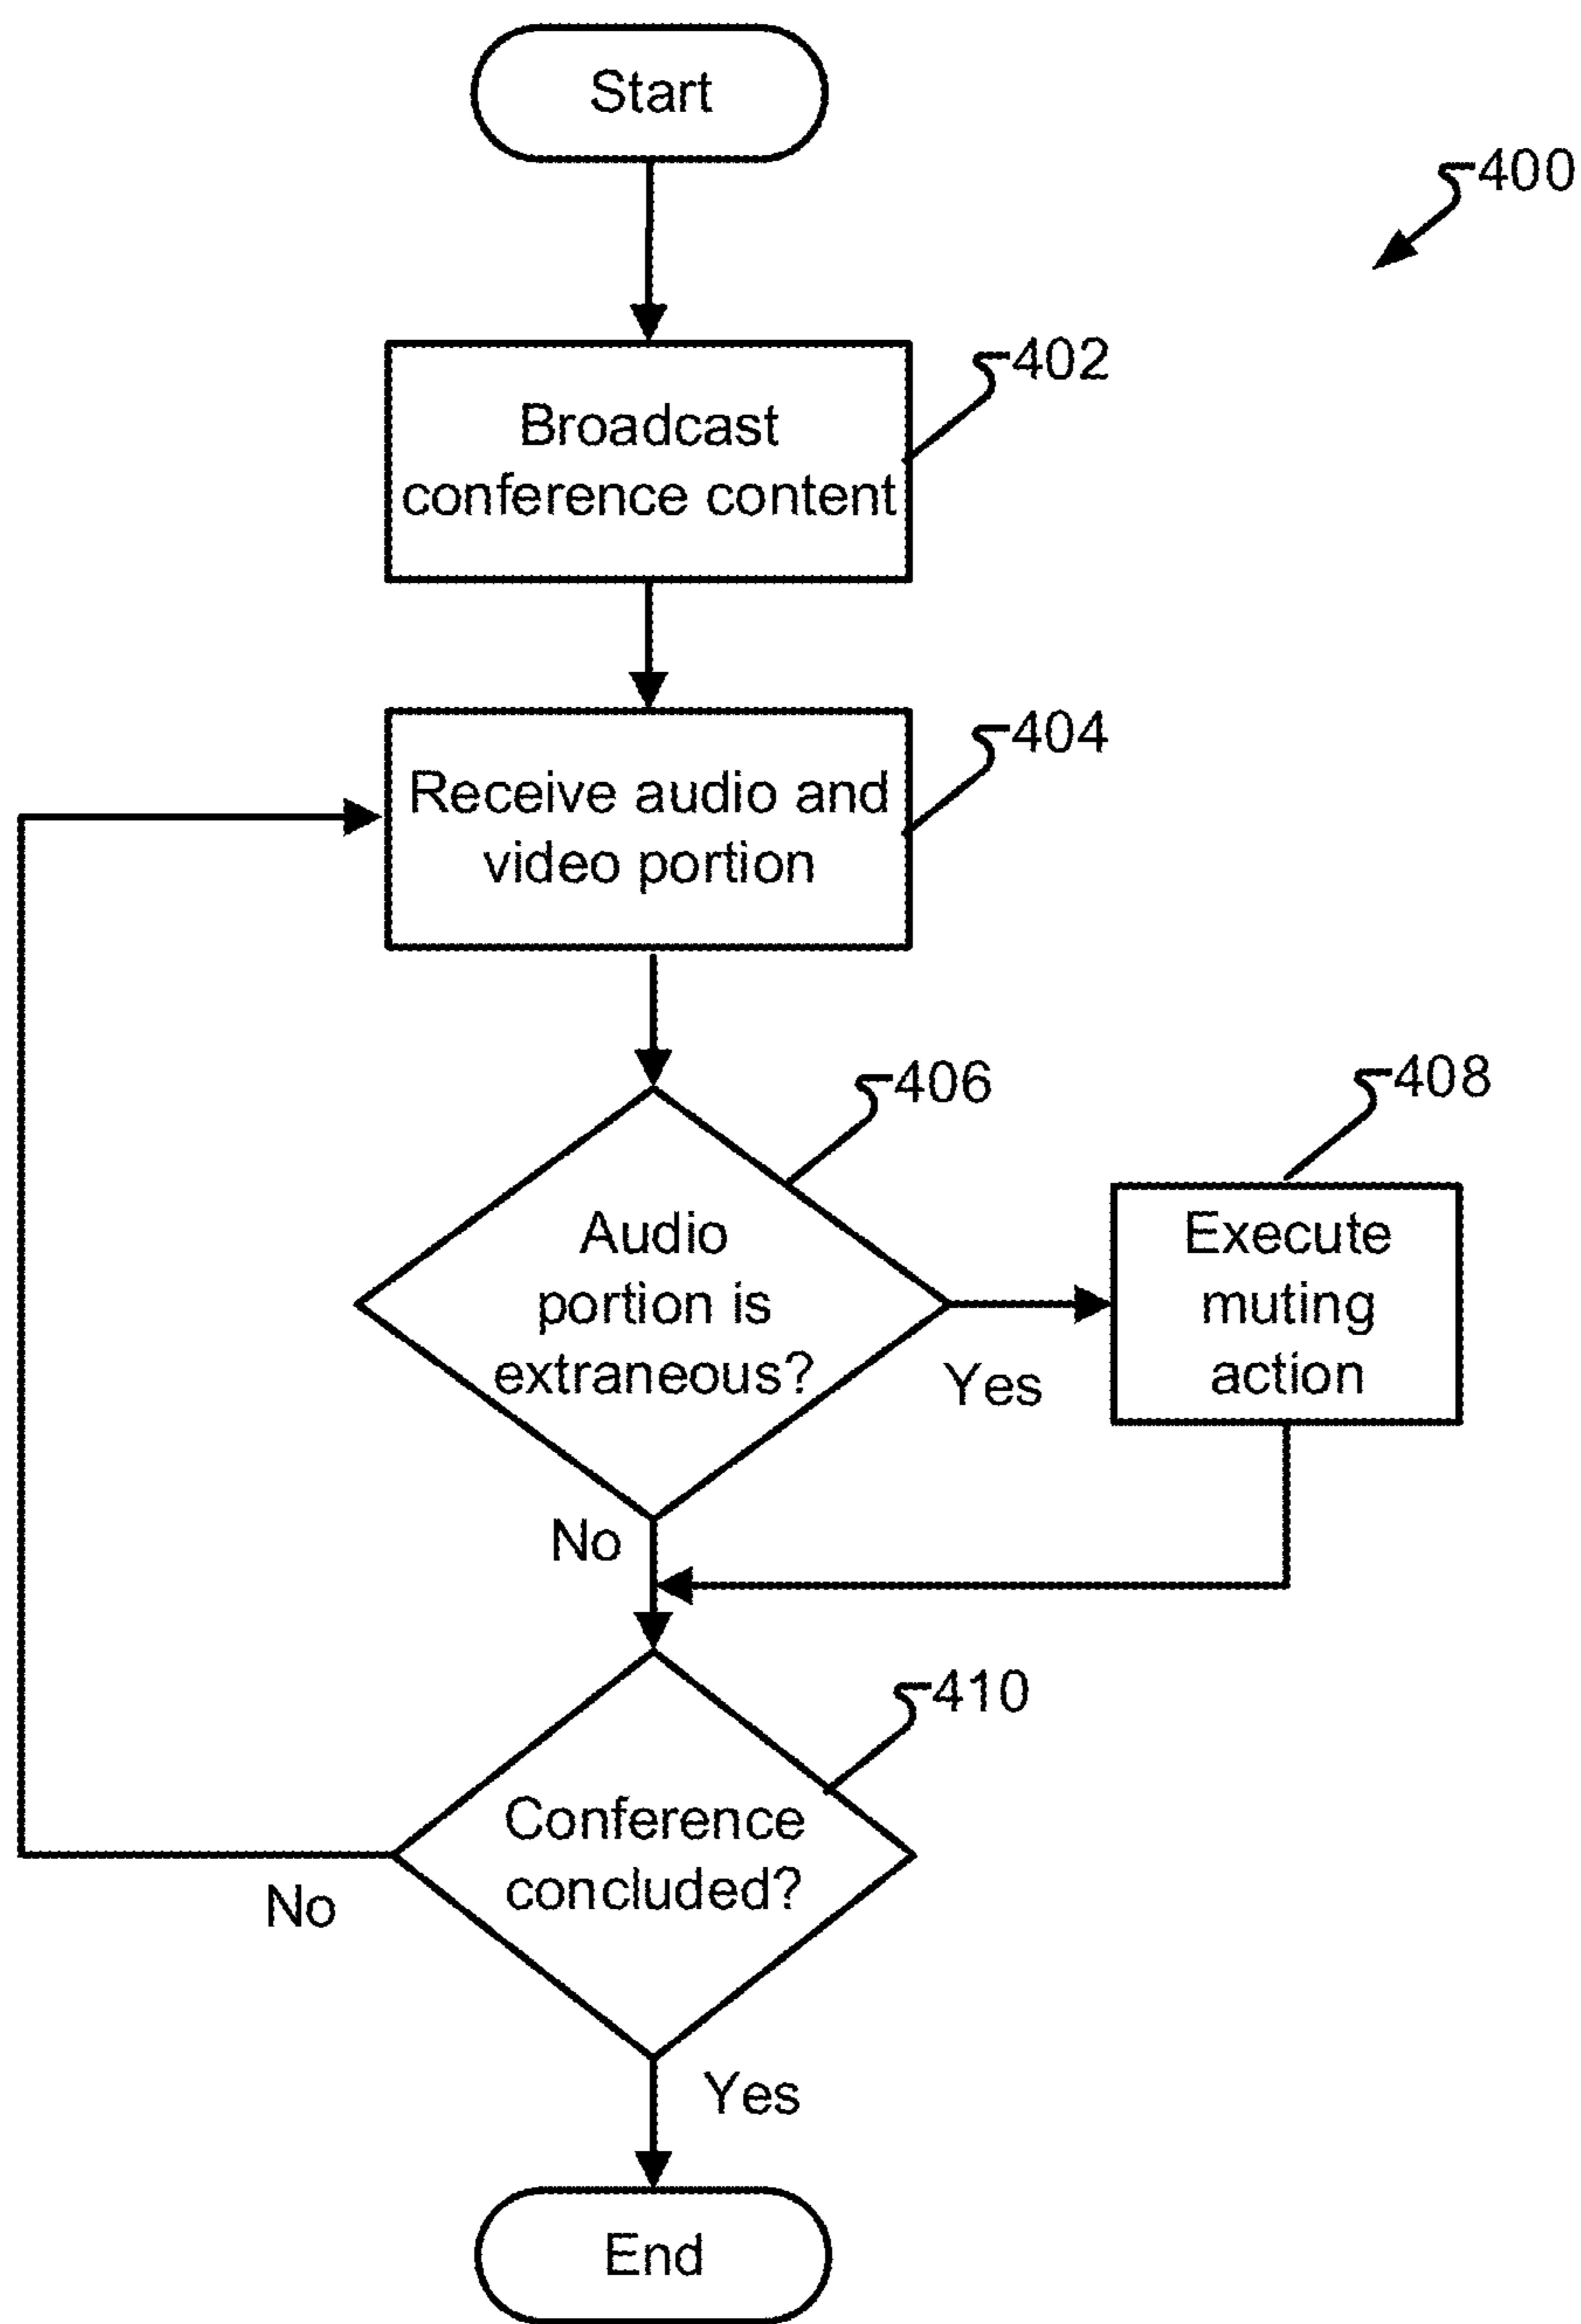 Start
400
402
Broadcast
conference content
404
Receive audio and
video portion
406
408
Audio
portion is
extraneous?
Execute
muting
action
Yes
No
410
Conference
concluded?
No
Yes
End